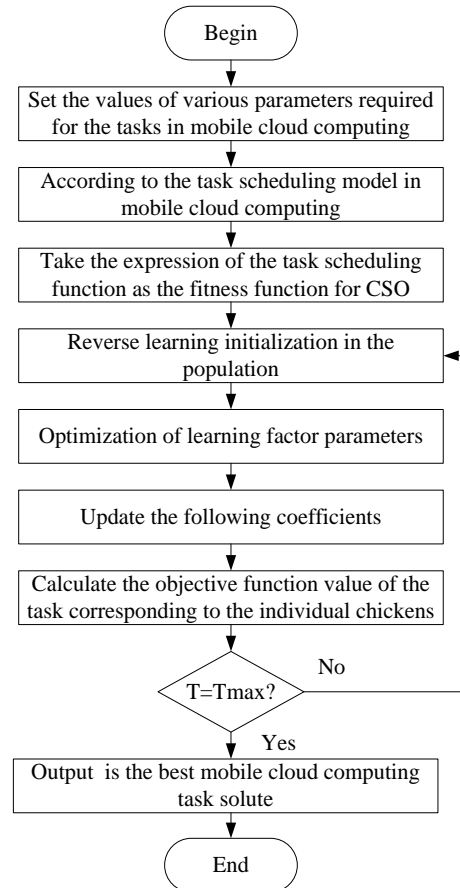 Begin
Set the values of various parameters required
for the tasks in mobile cloud computing
According to the task scheduling model in
mobile cloud computing
Take the expression of the task scheduling
function as the fitness function for CSO
Reverse learning initialization in the
population
Optimization of learning factor parameters
Update the following coefficients
Calculate the objective function value of the
task corresponding to the individual chickens
No
T=Tmax?
Yes
Output is the best mobile cloud computing
task solute
End